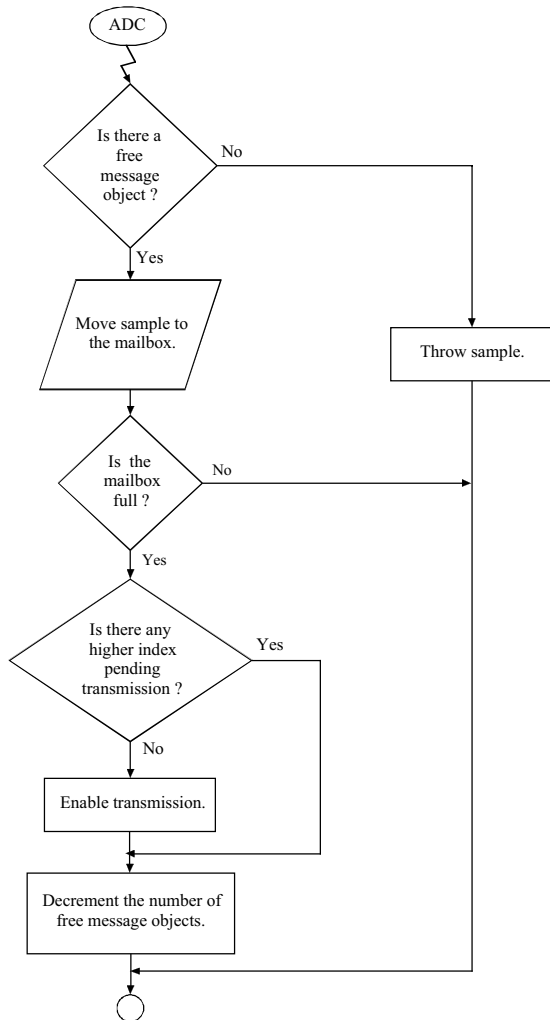 ADC
Is there a
free
message
object ?
No
Yes
Move sample to
the mailbox.
Throw sample.
Is the
mailbox
full ?
No
Yes
Is there any
higher index
pending
transmission ?
Yes
No
Enable transmission.
Decrement the number of
free message objects.